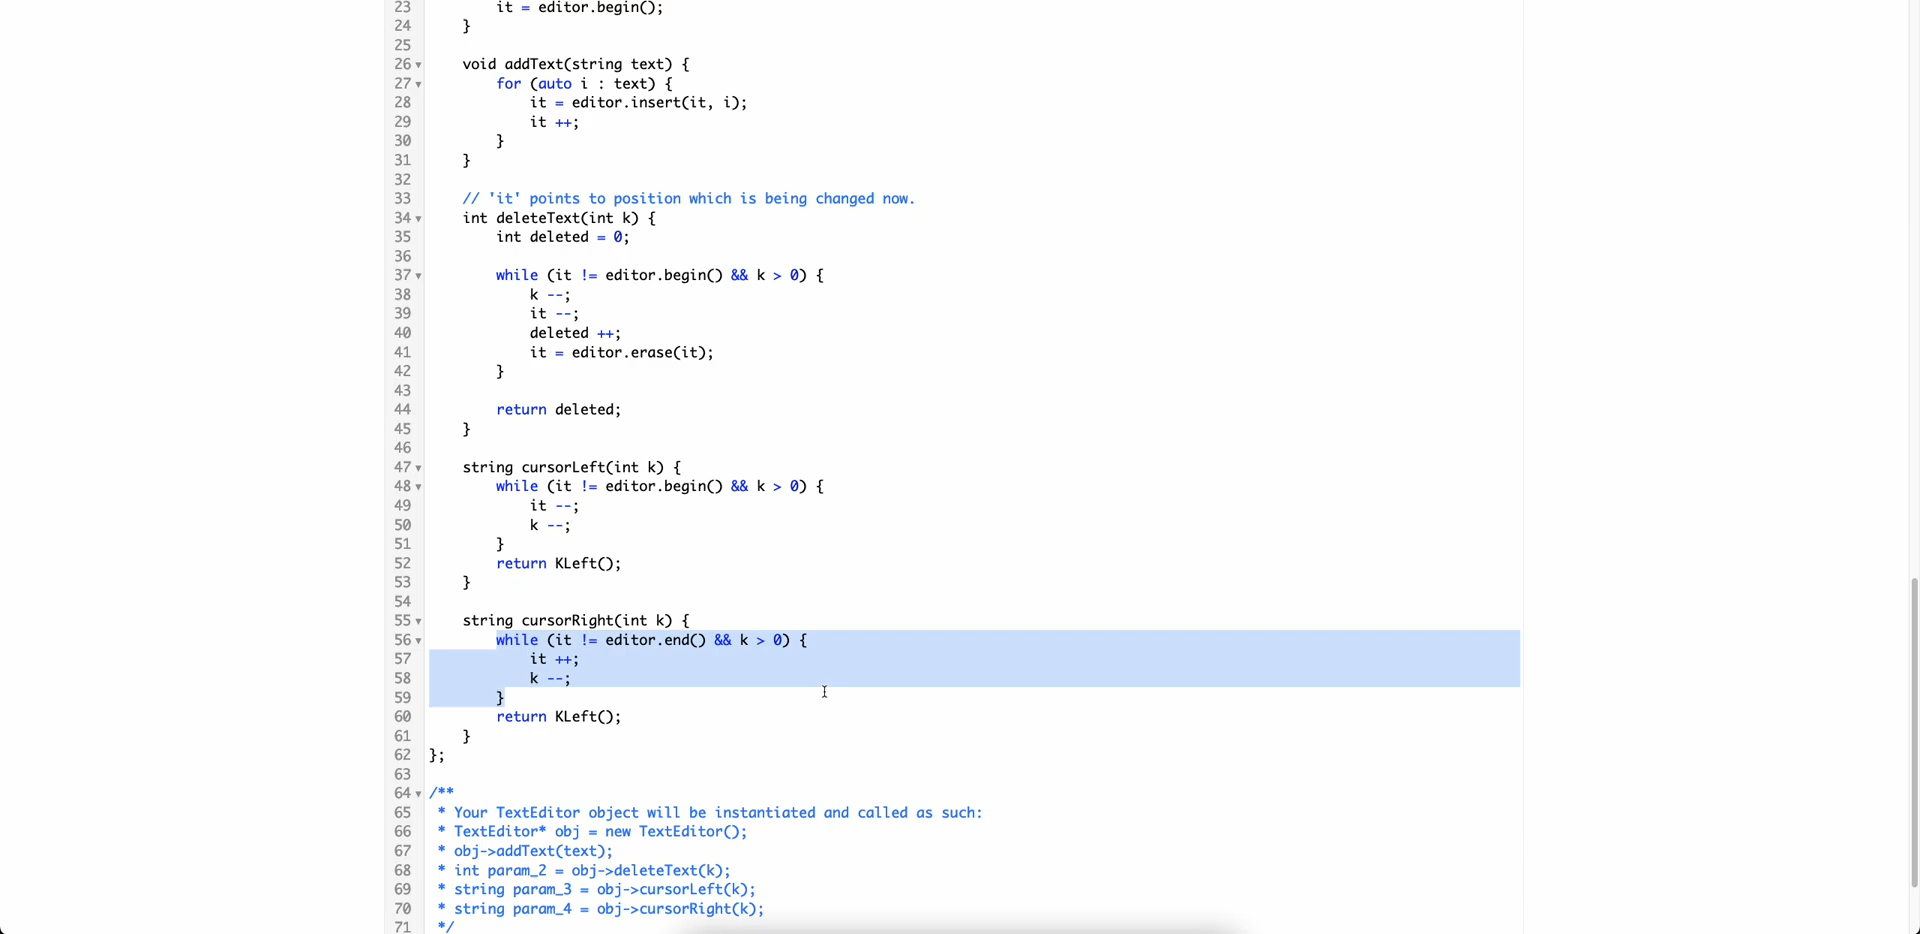 23 it = editor.begin();
24 }
25
26 void addText(string text) {
27 for (auto i : text) {
28 it = editor.insert(it, i);
29 it ++;
30 }
31 }
32
33 // 'it' points to position which is being changed now.
34 int deleteText(int k) {
35 int deleted = 0;
36
37 while (it != editor.begin() && k > 0) {
38 k --;
39 it --;
40 deleted ++;
41 it = editor.erase(it);
42 }
43
44 return deleted;
45 }
46
47 string cursorLeft(int k) {
48 while (it != editor.begin() && k > 0) {
49 it --;
50 k --;
51 }
52 return KLeft();
53 }
54
55 string cursorRight(int k) {
56 while (it != editor.end() && k > 0) {
57 it ++;
58 k --;
59 }
60 return KLeft();
61 }
62 };
63
64 /**
65 * Your TextEditor object will be instantiated and called as such:
66 * TextEditor* obj = new TextEditor();
67 * obj->addText(text);
68 * int param_2 = obj->deleteText(k);
69 * string param_3 = obj->cursorLeft(k);
70 * string param_4 = obj->cursorRight(k);
71 */